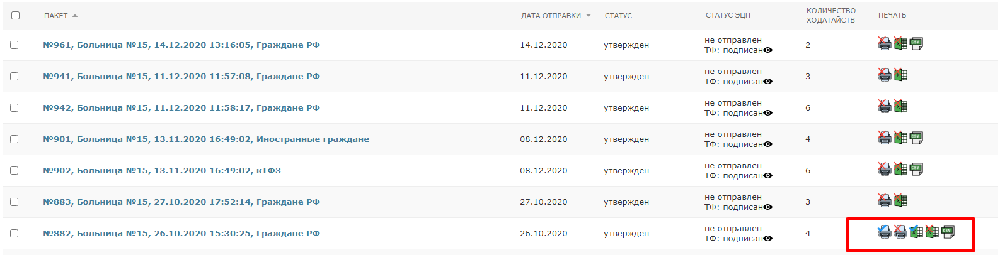 ПАКЕТ ДАТА ОТПРАВКИ СТАТУС СТАТУС ЭЦП КОЛИЧЕСТВО ХОДАТАЙСТВ ПЕЧАТЬ
№961, Больница №15, 14.12.2020 13:16:05, Граждане РФ 14.12.2020 утвержден не отправлен 2 CSV
ТФ: подписан
№941, Больница №15, 11.12.2020 11:57:08, Граждане РФ 11.12.2020 утвержден не отправлен 3
ТФ: подписан
№942, Больница №15, 11.12.2020 11:58:17, Граждане РФ 11.12.2020 утвержден не отправлен 6
ТФ: подписан
№901, Больница №15, 13.11.2020 16:49:02, Иностранные граждане 08.12.2020 утвержден не отправлен 4 CSV
ТФ: подписан
№902, Больница №15, 13.11.2020 16:49:02, кТФЗ 08.12.2020 утвержден не отправлен 6 CSV
ТФ: подписан
№883, Больница №15, 27.10.2020 17:52:14, Граждане РФ 27.10.2020 утвержден не отправлен 3
ТФ: подписан
№882, Больница №15, 26.10.2020 15:30:25, Граждане РФ 26.10.2020 утвержден не отправлен 4 CSV
ТФ: подписан